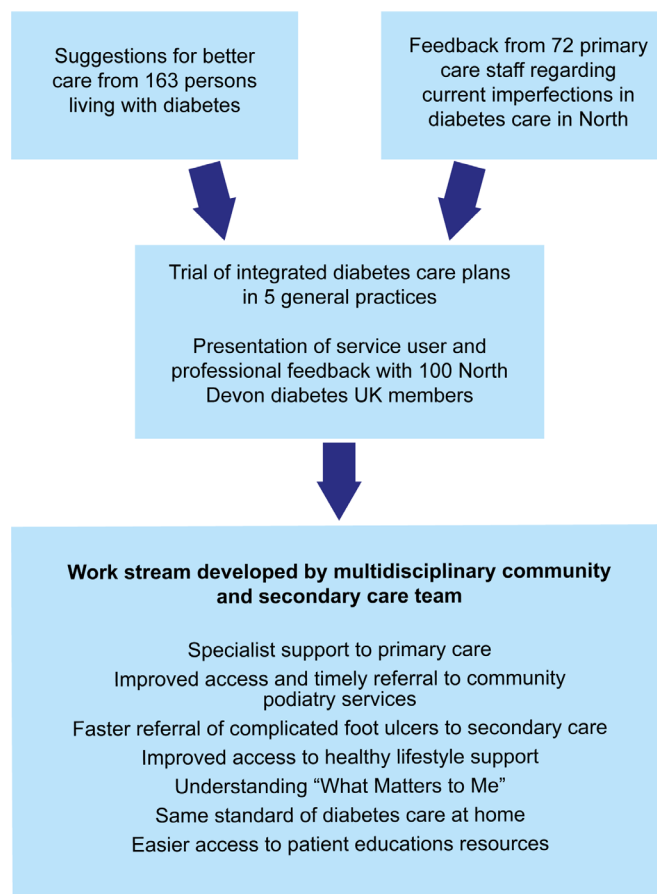 Suggestions for better
care from 163 persons
living with diabetes
Feedback from 72 primary
care staff regarding
current imperfections in
diabetes care in North
Trial of integrated diabetes care plans
in 5 general practices
Presentation of service user and
professional feedback with 100 North
Devon diabetes UK members
Work stream developed by multidisciplinary community
and secondary care team
Specialist support to primary care
Improved access and timely referral to community
podiatry services
Faster referral of complicated foot ulcers to secondary care
Improved access to healthy lifestyle support
Understanding “What Matters to Me”
Same standard of diabetes care at home
Easier access to patient educations resources